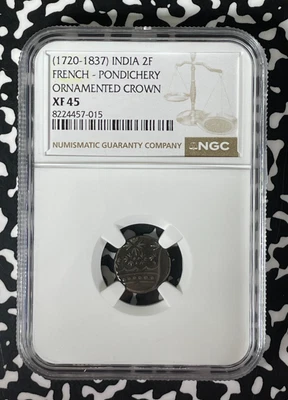 (1720-1837) INDIA 2F
FRENCH - PONDICHERY
ORNAMENTED CROWN
XF 45
8224457-015
NUMISMATIC GUARANTY COMPANY NGC